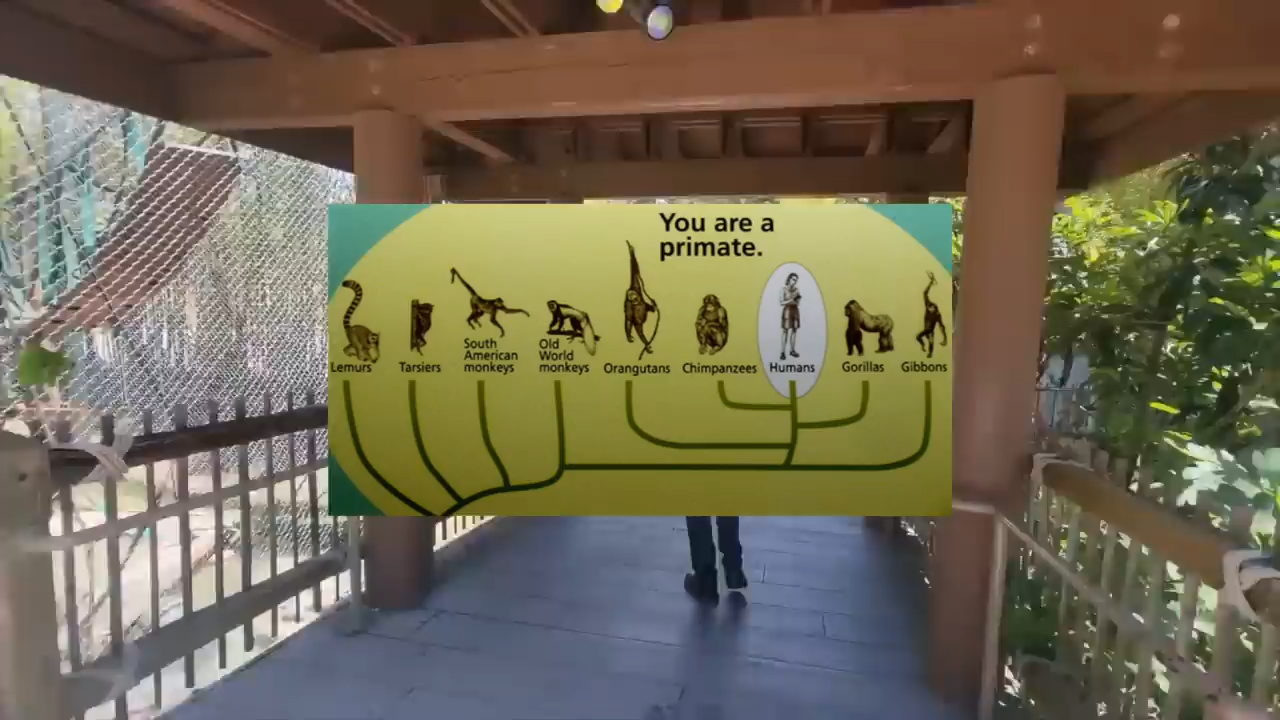 You are a
primate.
Lemurs
Tarsiers
South
American
monkeys
Old
World
monkeys
Orangutans
Chimpanzees
Humans
Gorillas
Gibbons